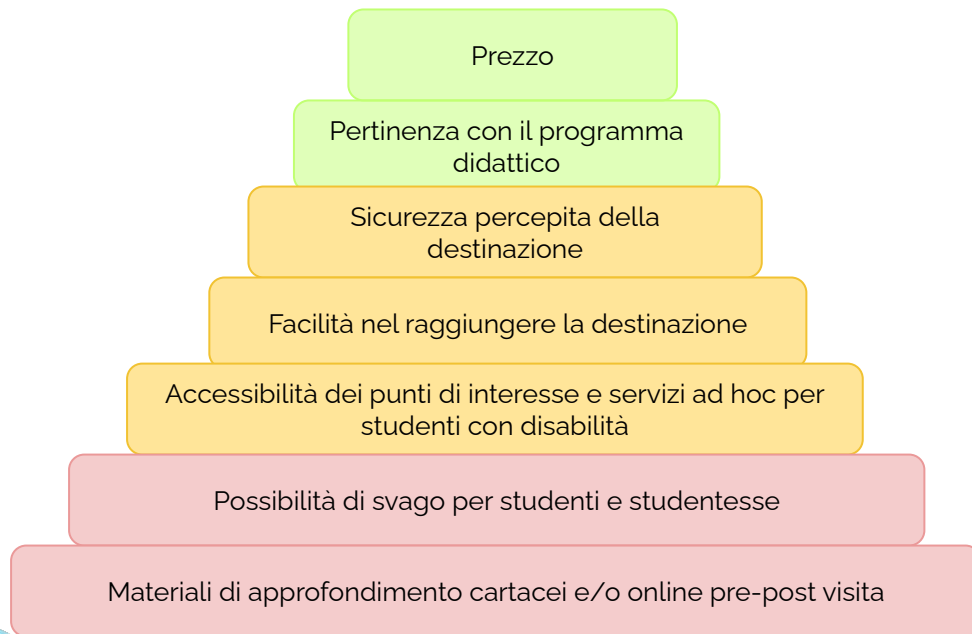 Prezzo
Pertinenza con il programma
didattico
Sicurezza percepita della
destinazione
Facilità nel raggiungere la destinazione
Accessibilità dei punti di interesse e servizi ad hoc per
studenti con disabilità
Possibilità di svago per studenti e studentesse
Materiali di approfondimento cartacei e/o online pre-post visita